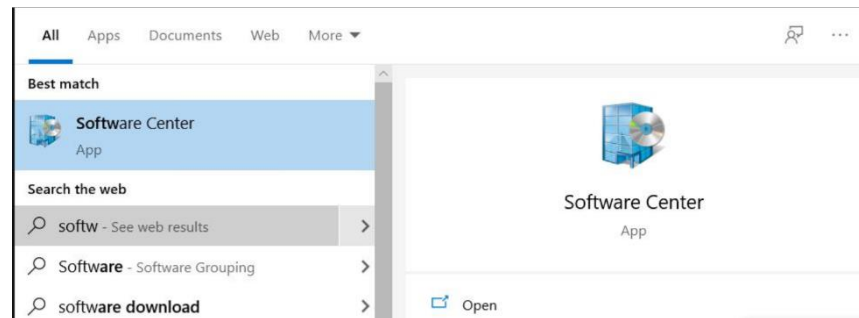 All Apps Documents Web More
Best match
Software Center
App
Search the web
softw - See web results
Software - Software Grouping
software download
Software Center
App
Open